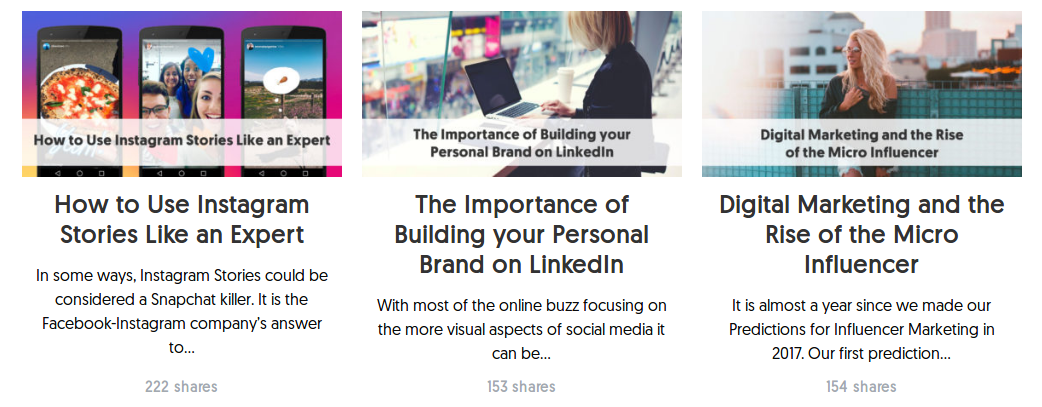 How to Use Instagram Stories Like an Expert
How to Use Instagram
Stories Like an Expert
In some ways, Instagram Stories could be
considered a Snapchat killer. It is the
Facebook-Instagram company's answer
to...
222 shares
The Importance of Building your
Personal Brand on LinkedIn
The Importance of
Building your Personal
Brand on LinkedIn
With most of the online buzz focusing on
the more visual aspects of social media it
can be...
153 shares
Digital Marketing and the Rise
of the Micro Influencer
Digital Marketing and the
Rise of the Micro
Influencer
It is almost a year since we made our
Predictions for Influencer Marketing in
2017. Our first prediction...
154 shares